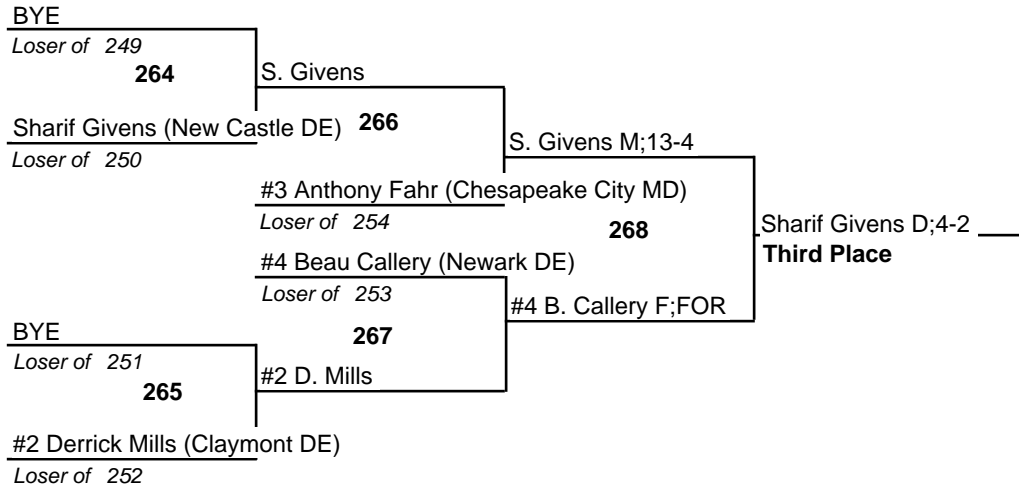 BYE
Loser of 249
264
S. Givens
Sharif Givens (New Castle DE)
266
Loser of 250
S. Givens M;13-4
#3 Anthony Fahr (Chesapeake City MD)
Loser of 254
268
Sharif Givens D;4-2
Third Place
#4 Beau Callery (Newark DE)
Loser of 253
#4 B. Callery F;FOR
267
BYE
Loser of 251
265
#2 D. Mills
#2 Derrick Mills (Claymont DE)
Loser of 252